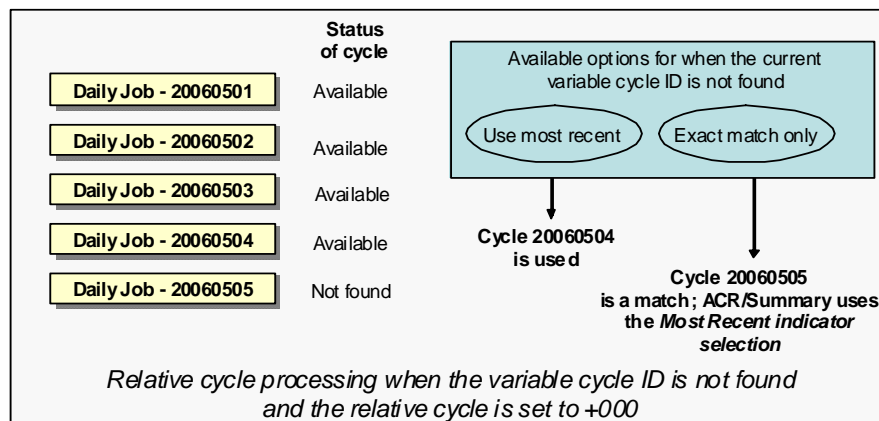 Status
of cycle
Daily Job - 20060501
Available
Daily Job - 20060502
Available
Daily Job - 20060503
Available
Daily Job - 20060504
Available
Daily Job - 20060505
Not found
Available options for when the current
variable cycle ID is not found
Use most recent
Exact match only
Cycle 20060504
is used
Cycle 20060505
is a match; ACR/Summary uses
the Most Recent indicator
selection
Relative cycle processing when the variable cycle ID is not found
and the relative cycle is set to +000